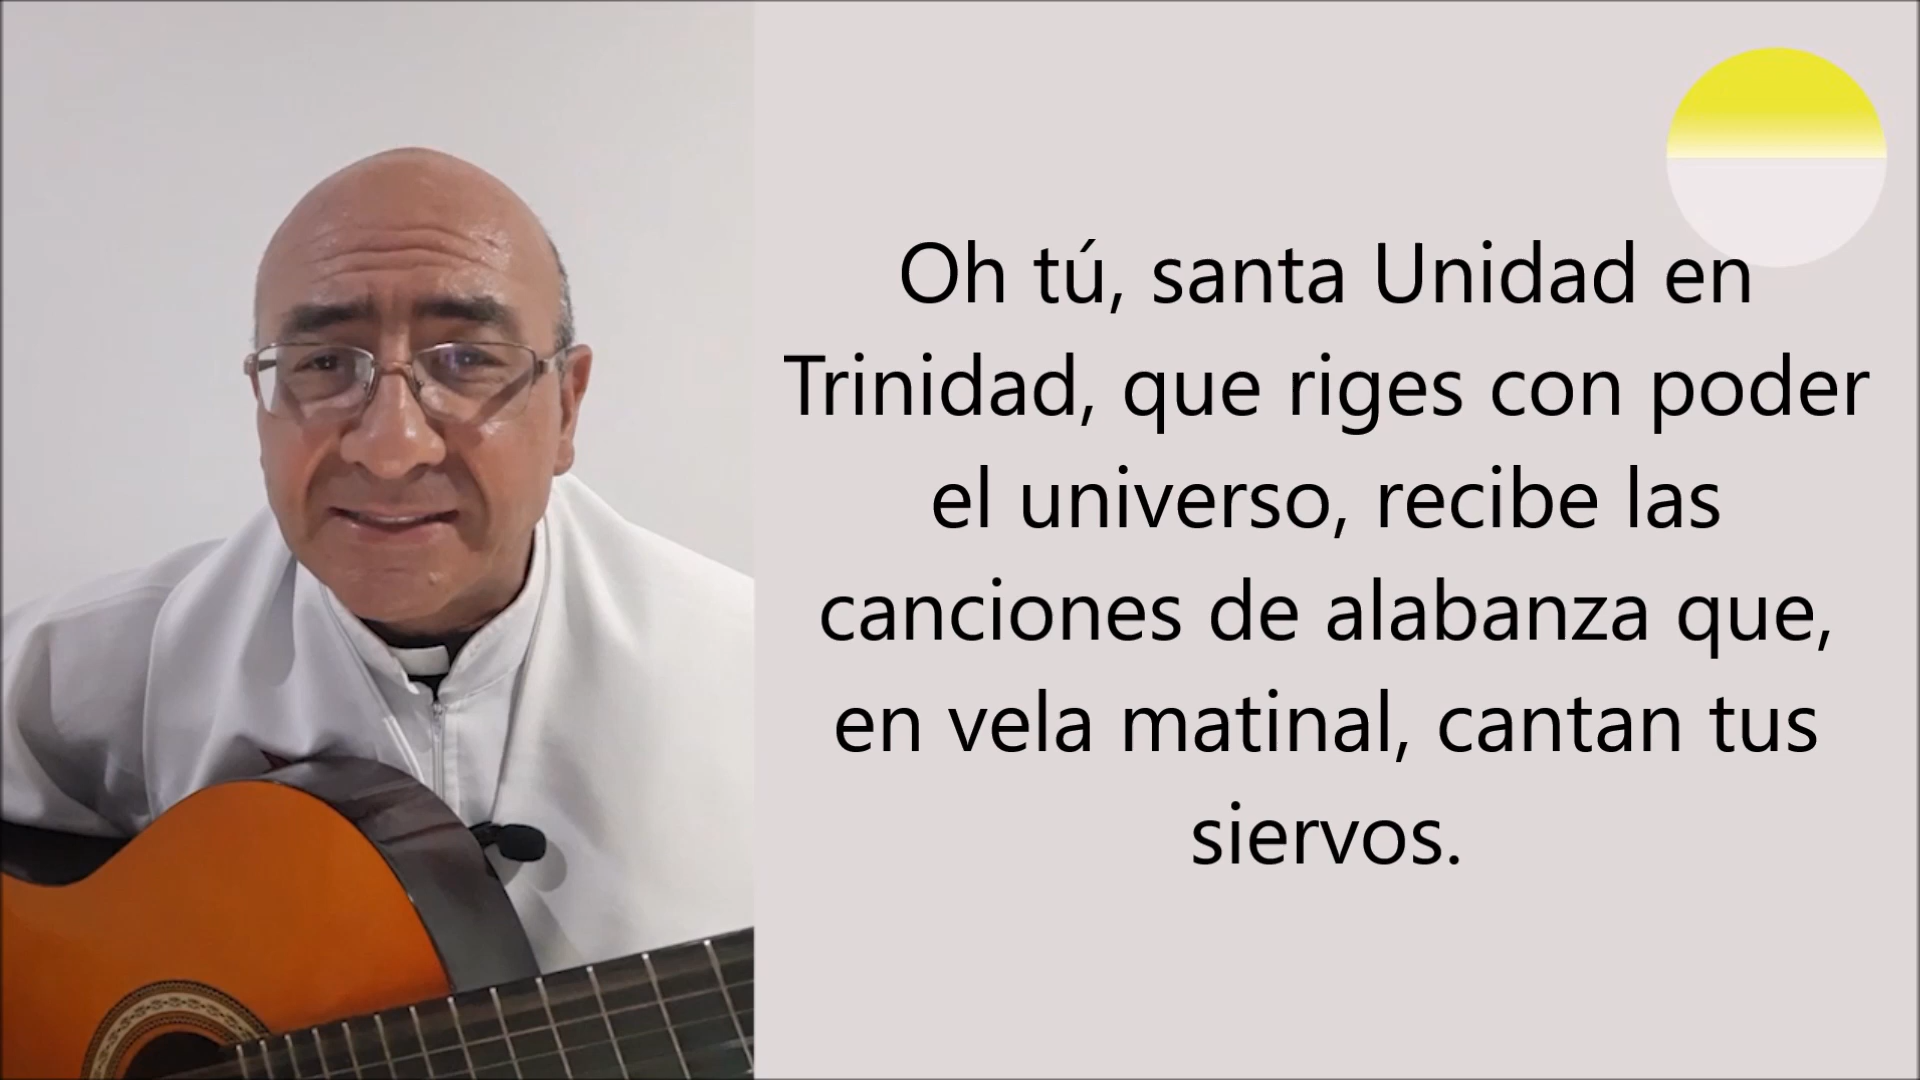 Oh tú, santa Unidad en
Trinidad, que riges con poder
el universo, recibe las
canciones de alabanza que,
en vela matinal, cantan tus
siervos.